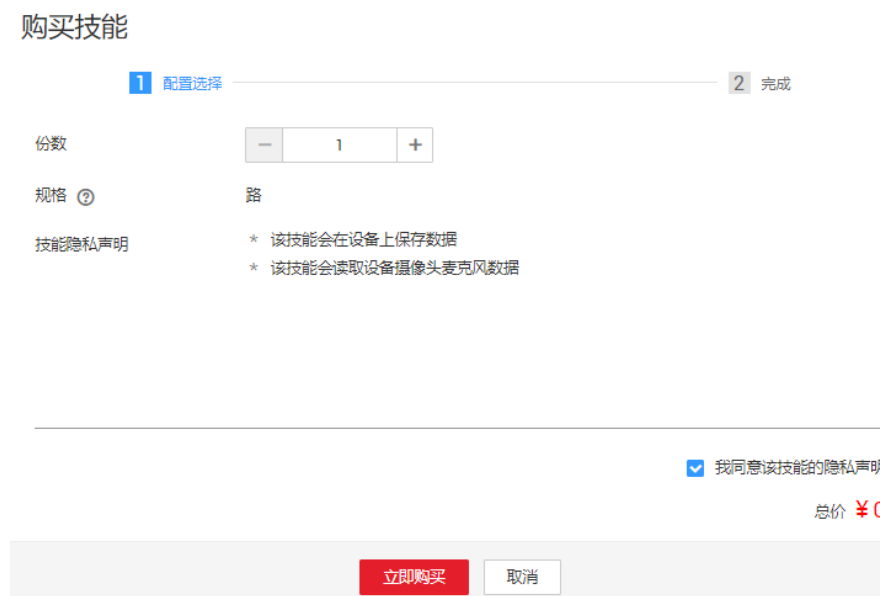 购买技能
1 配置选择 2 完成
份数 − 1 +
规格 ? 路
技能隐私声明 * 该技能会在设备上保存数据
* 该技能会读取设备摄像头麦克风数据
我同意该技能的隐私声明
总价 ¥
立即购买 取消